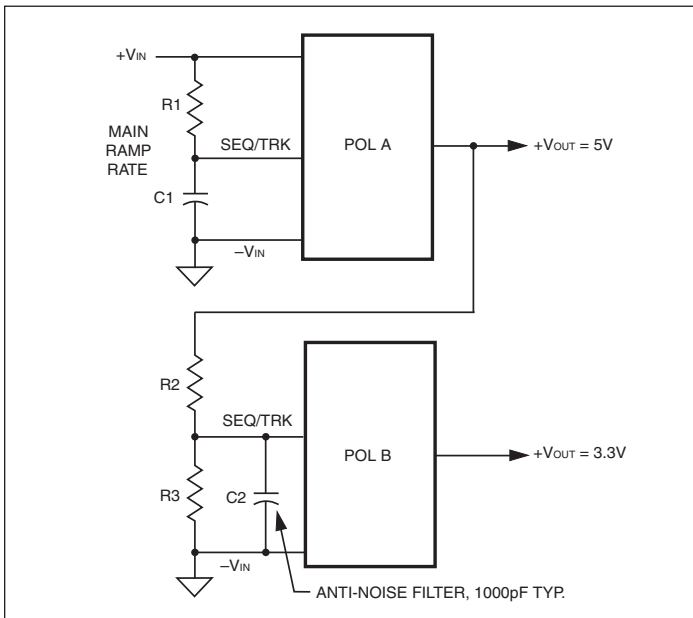 +VIN
R1
MAIN
RAMP
RATE
SEQ/TRK
POL A
+VOUT = 5V
C1
–VIN
R2
SEQ/TRK
POL B
+VOUT = 3.3V
R3
C2
–VIN
ANTI-NOISE FILTER, 1000pF TYP.